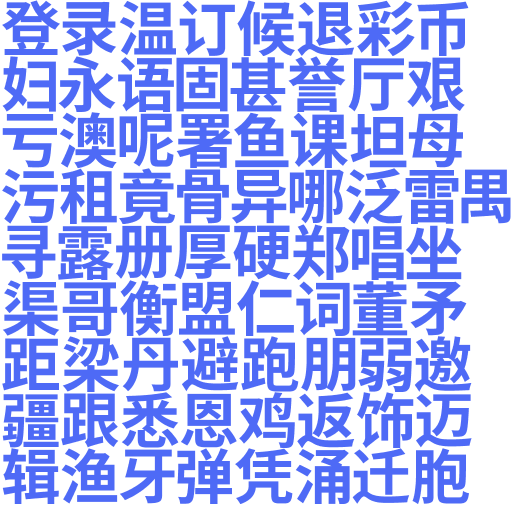 登录温订候退彩币
妇永语固甚誉厅艰
亏澳呢署鱼课坦母
污租竟骨异哪泛雷禺
寻露册厚硬郑唱坐
渠哥衡盟仁词董矛
距梁丹避跑朋弱邀
疆跟悉恩鸡返饰迈
辑渔牙弹凭涌迁胞